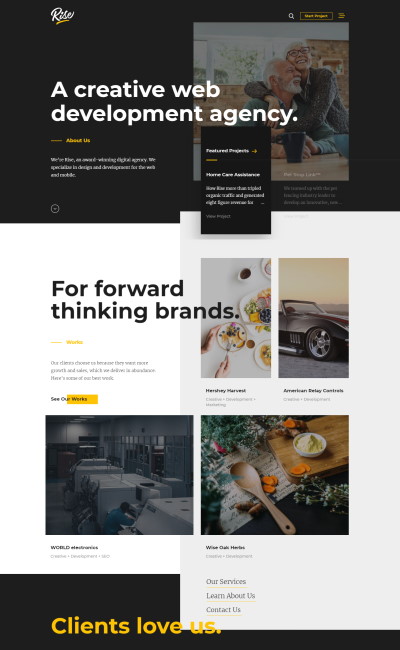 Rise
Start Project
A creative web
development agency.
About Us
We're Rise, an award-winning digital agency. We
specialize in design and development for the web
and mobile.
Featured Projects →
Home Care Assistance
How Rise more than tripled
organic traffic and generated
eight figure revenue for ...
View Project
We teamed up with the pet
For forward
thinking brands.
Works
Our clients choose us because they want more
growth and sales, which we deliver in abundance.
Here's some of our best work.
See Our Works
Hershey Harvest
Creative + Development +
Marketing
American Relay Controls
Creative + Development
WORLD electronics
Creative + Development + SEO
Wise Oak Herbs
Creative + Development
Our Services
Learn About Us
Contact Us
Clients love us.